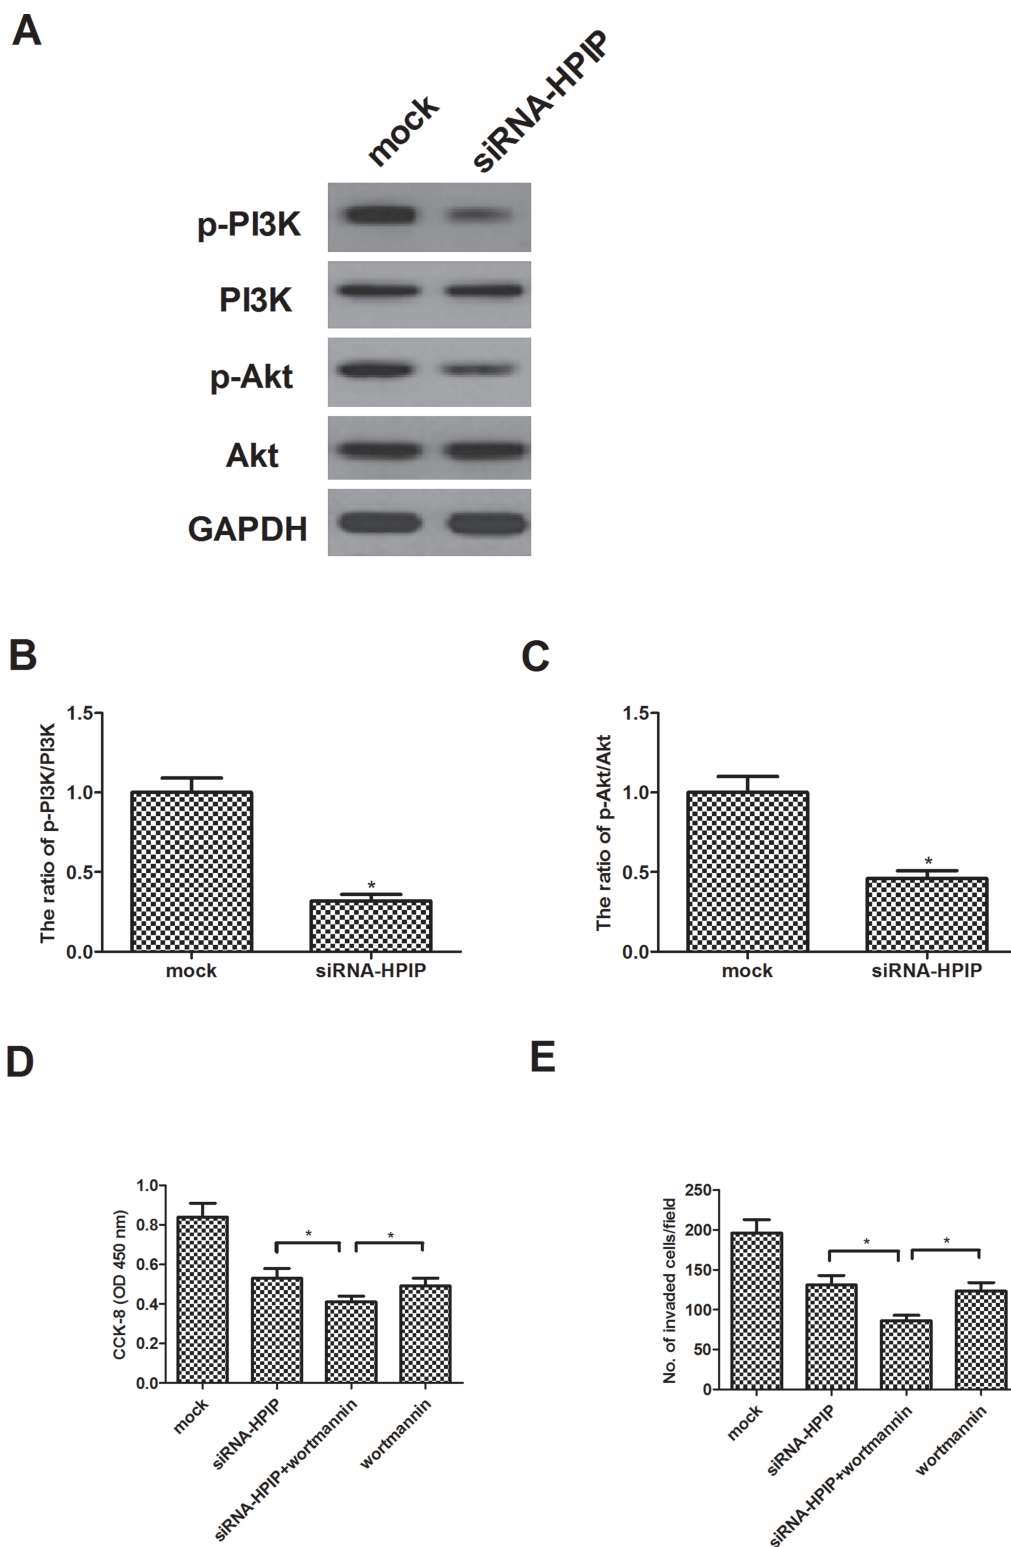 A
mock
siRNA-HPIP
p-PI3K
PI3K
p-Akt
Akt
GAPDH
B
The ratio of p-PI3K/PI3K
1.5
1.0
0.5
0.0
*
mock
siRNA-HPIP
C
The ratio of p-Akt/Akt
1.5
1.0
0.5
0.0
*
mock
siRNA-HPIP
D
CCK-8 (OD 450 nm)
1.0
0.8
0.6
0.4
0.2
0.0
*
*
mock
siRNA-HPIP
siRNA-HPIP+wortmannin
wortmannin
E
No. of invaded cells/field
250
200
150
100
50
0
*
*
mock
siRNA-HPIP
siRNA-HPIP+wortmannin
wortmannin